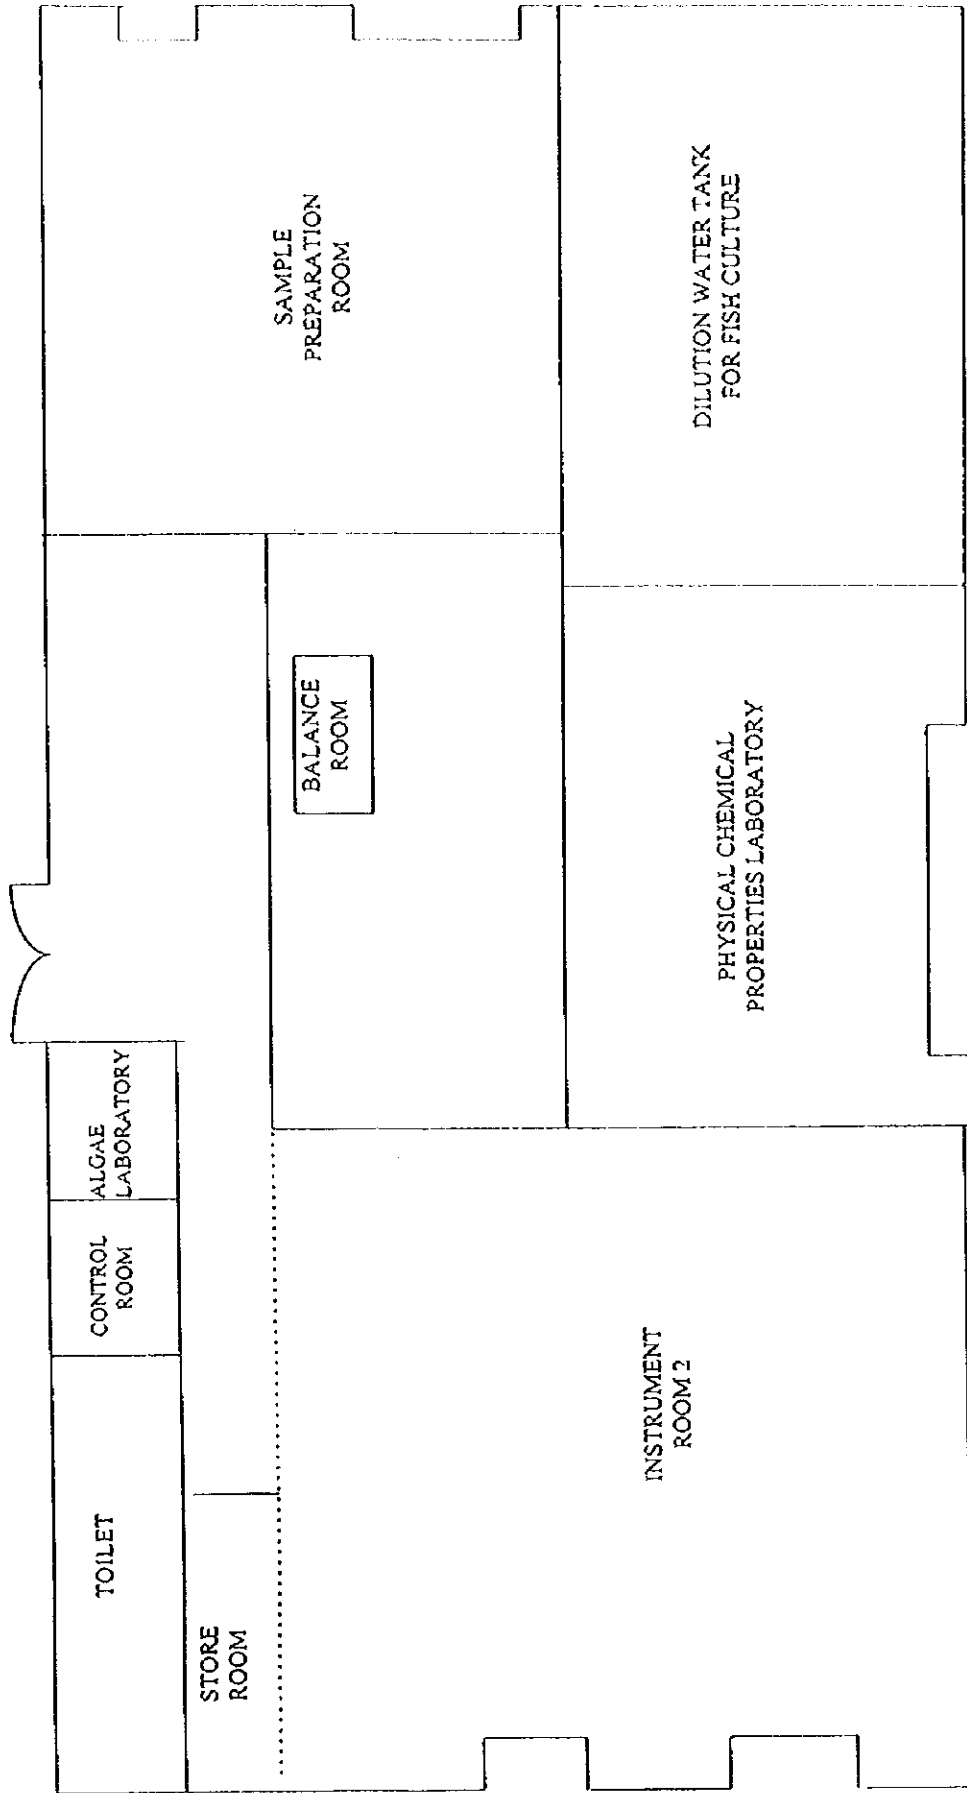 TOILET
CONTROL
ROOM
ALGAE
LABORATORY
STORE
ROOM
BALANCE
ROOM
SAMPLE
PREPARATION
ROOM
INSTRUMENT
ROOM 2
PHYSICAL CHEMICAL
PROPERTIES LABORATORY
DILUTION WATER TANK
FOR FISH CULTURE